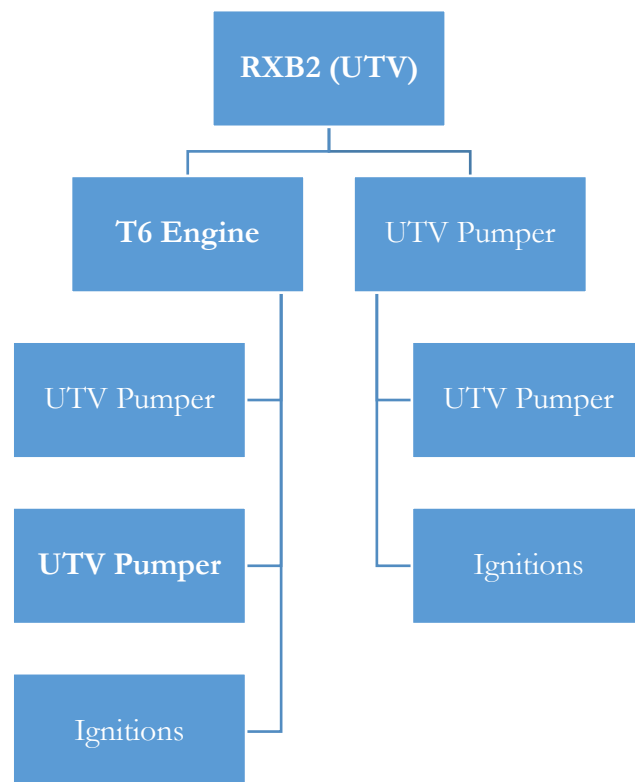 RXB2 (UTV)
T6 Engine
UTV Pumper
UTV Pumper
UTV Pumper
UTV Pumper
Ignitions
Ignitions